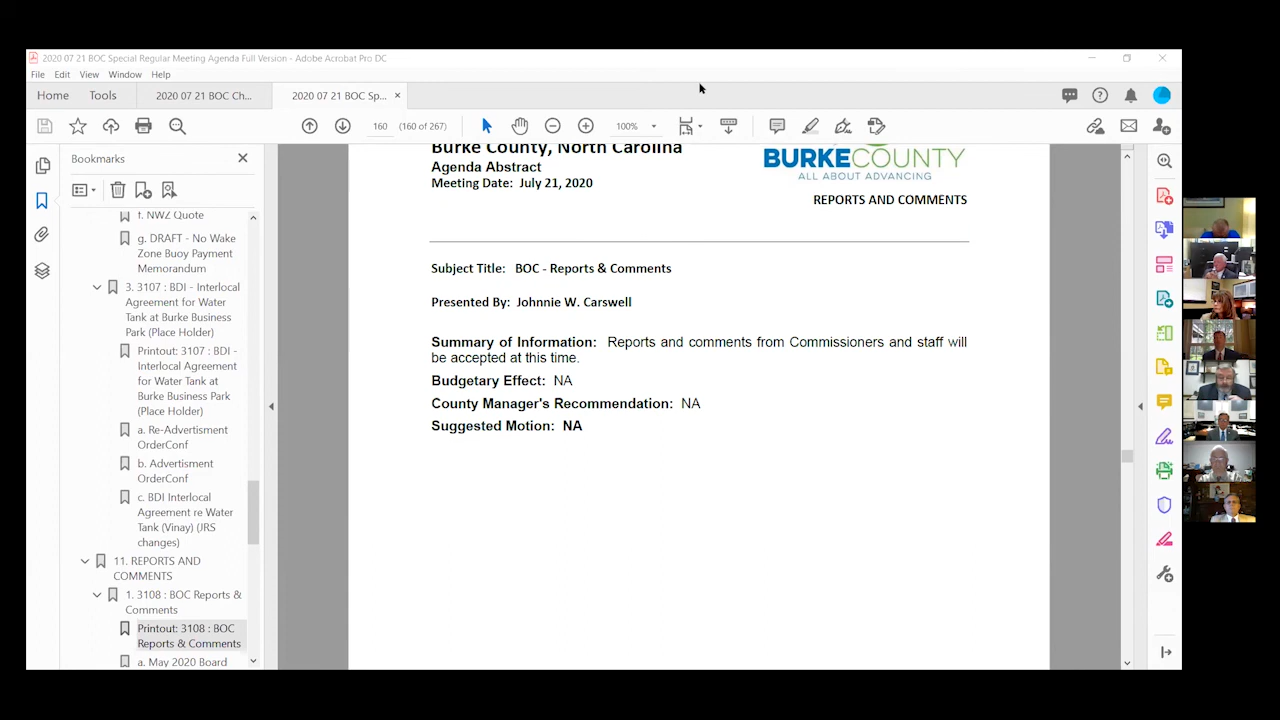 2020 07 21 BOC Special Regular Meeting Agenda Full Version - Adobe Acrobat Pro DC
File Edit View Window Help
Home Tools 2020 07 21 BOC Ch... 2020 07 21 BOC Sp... ×
160 (160 of 267) 100%
Bookmarks
f. NWZ Quote
g. DRAFT - No Wake
Zone Buoy Payment
Memorandum
3. 3107 : BDI - Interlocal
Agreement for Water
Tank at Burke Business
Park (Place Holder)
Printout: 3107 : BDI -
Interlocal Agreement
for Water Tank at
Burke Business Park
(Place Holder)
a. Re-Advertisment
OrderConf
b. Advertisment
OrderConf
c. BDI Interlocal
Agreement re Water
Tank (Vinay) (JRS
changes)
11. REPORTS AND
COMMENTS
1. 3108 : BOC Reports &
Comments
Printout: 3108 : BOC
Reports & Comments
a. May 2020 Board
Burke County, North Carolina
Agenda Abstract
Meeting Date: July 21, 2020
BURKECOUNTY
ALL ABOUT ADVANCING
REPORTS AND COMMENTS
Subject Title: BOC - Reports & Comments
Presented By: Johnnie W. Carswell
Summary of Information: Reports and comments from Commissioners and staff will
be accepted at this time.
Budgetary Effect: NA
County Manager's Recommendation: NA
Suggested Motion: NA